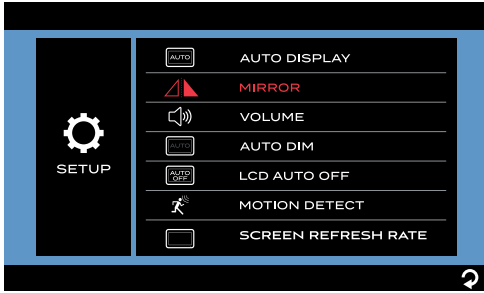 AUTO AUTO DISPLAY
MIRROR
VOLUME
AUTO AUTO DIM
SETUP
AUTO OFF LCD AUTO OFF
MOTION DETECT
SCREEN REFRESH RATE